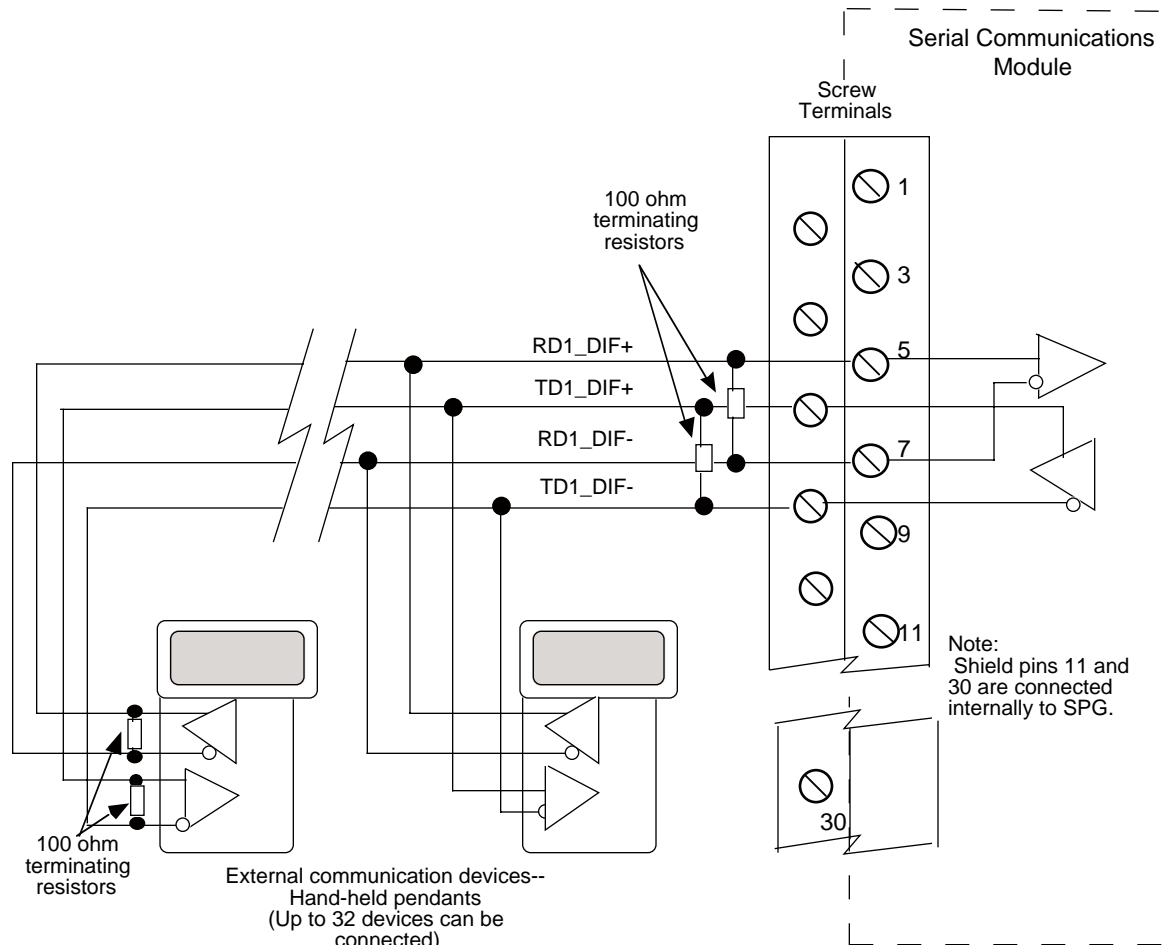 Serial Communications
Module
Screw
Terminals
1
100 ohm
terminating
resistors
3
RD1_DIF+
5
TD1_DIF+
RD1_DIF-
7
TD1_DIF-
9
11
Note:
Shield pins 11 and
30 are connected
internally to SPG.
30
100 ohm
terminating
resistors
External communication devices--
Hand-held pendants
(Up to 32 devices can be
connected)